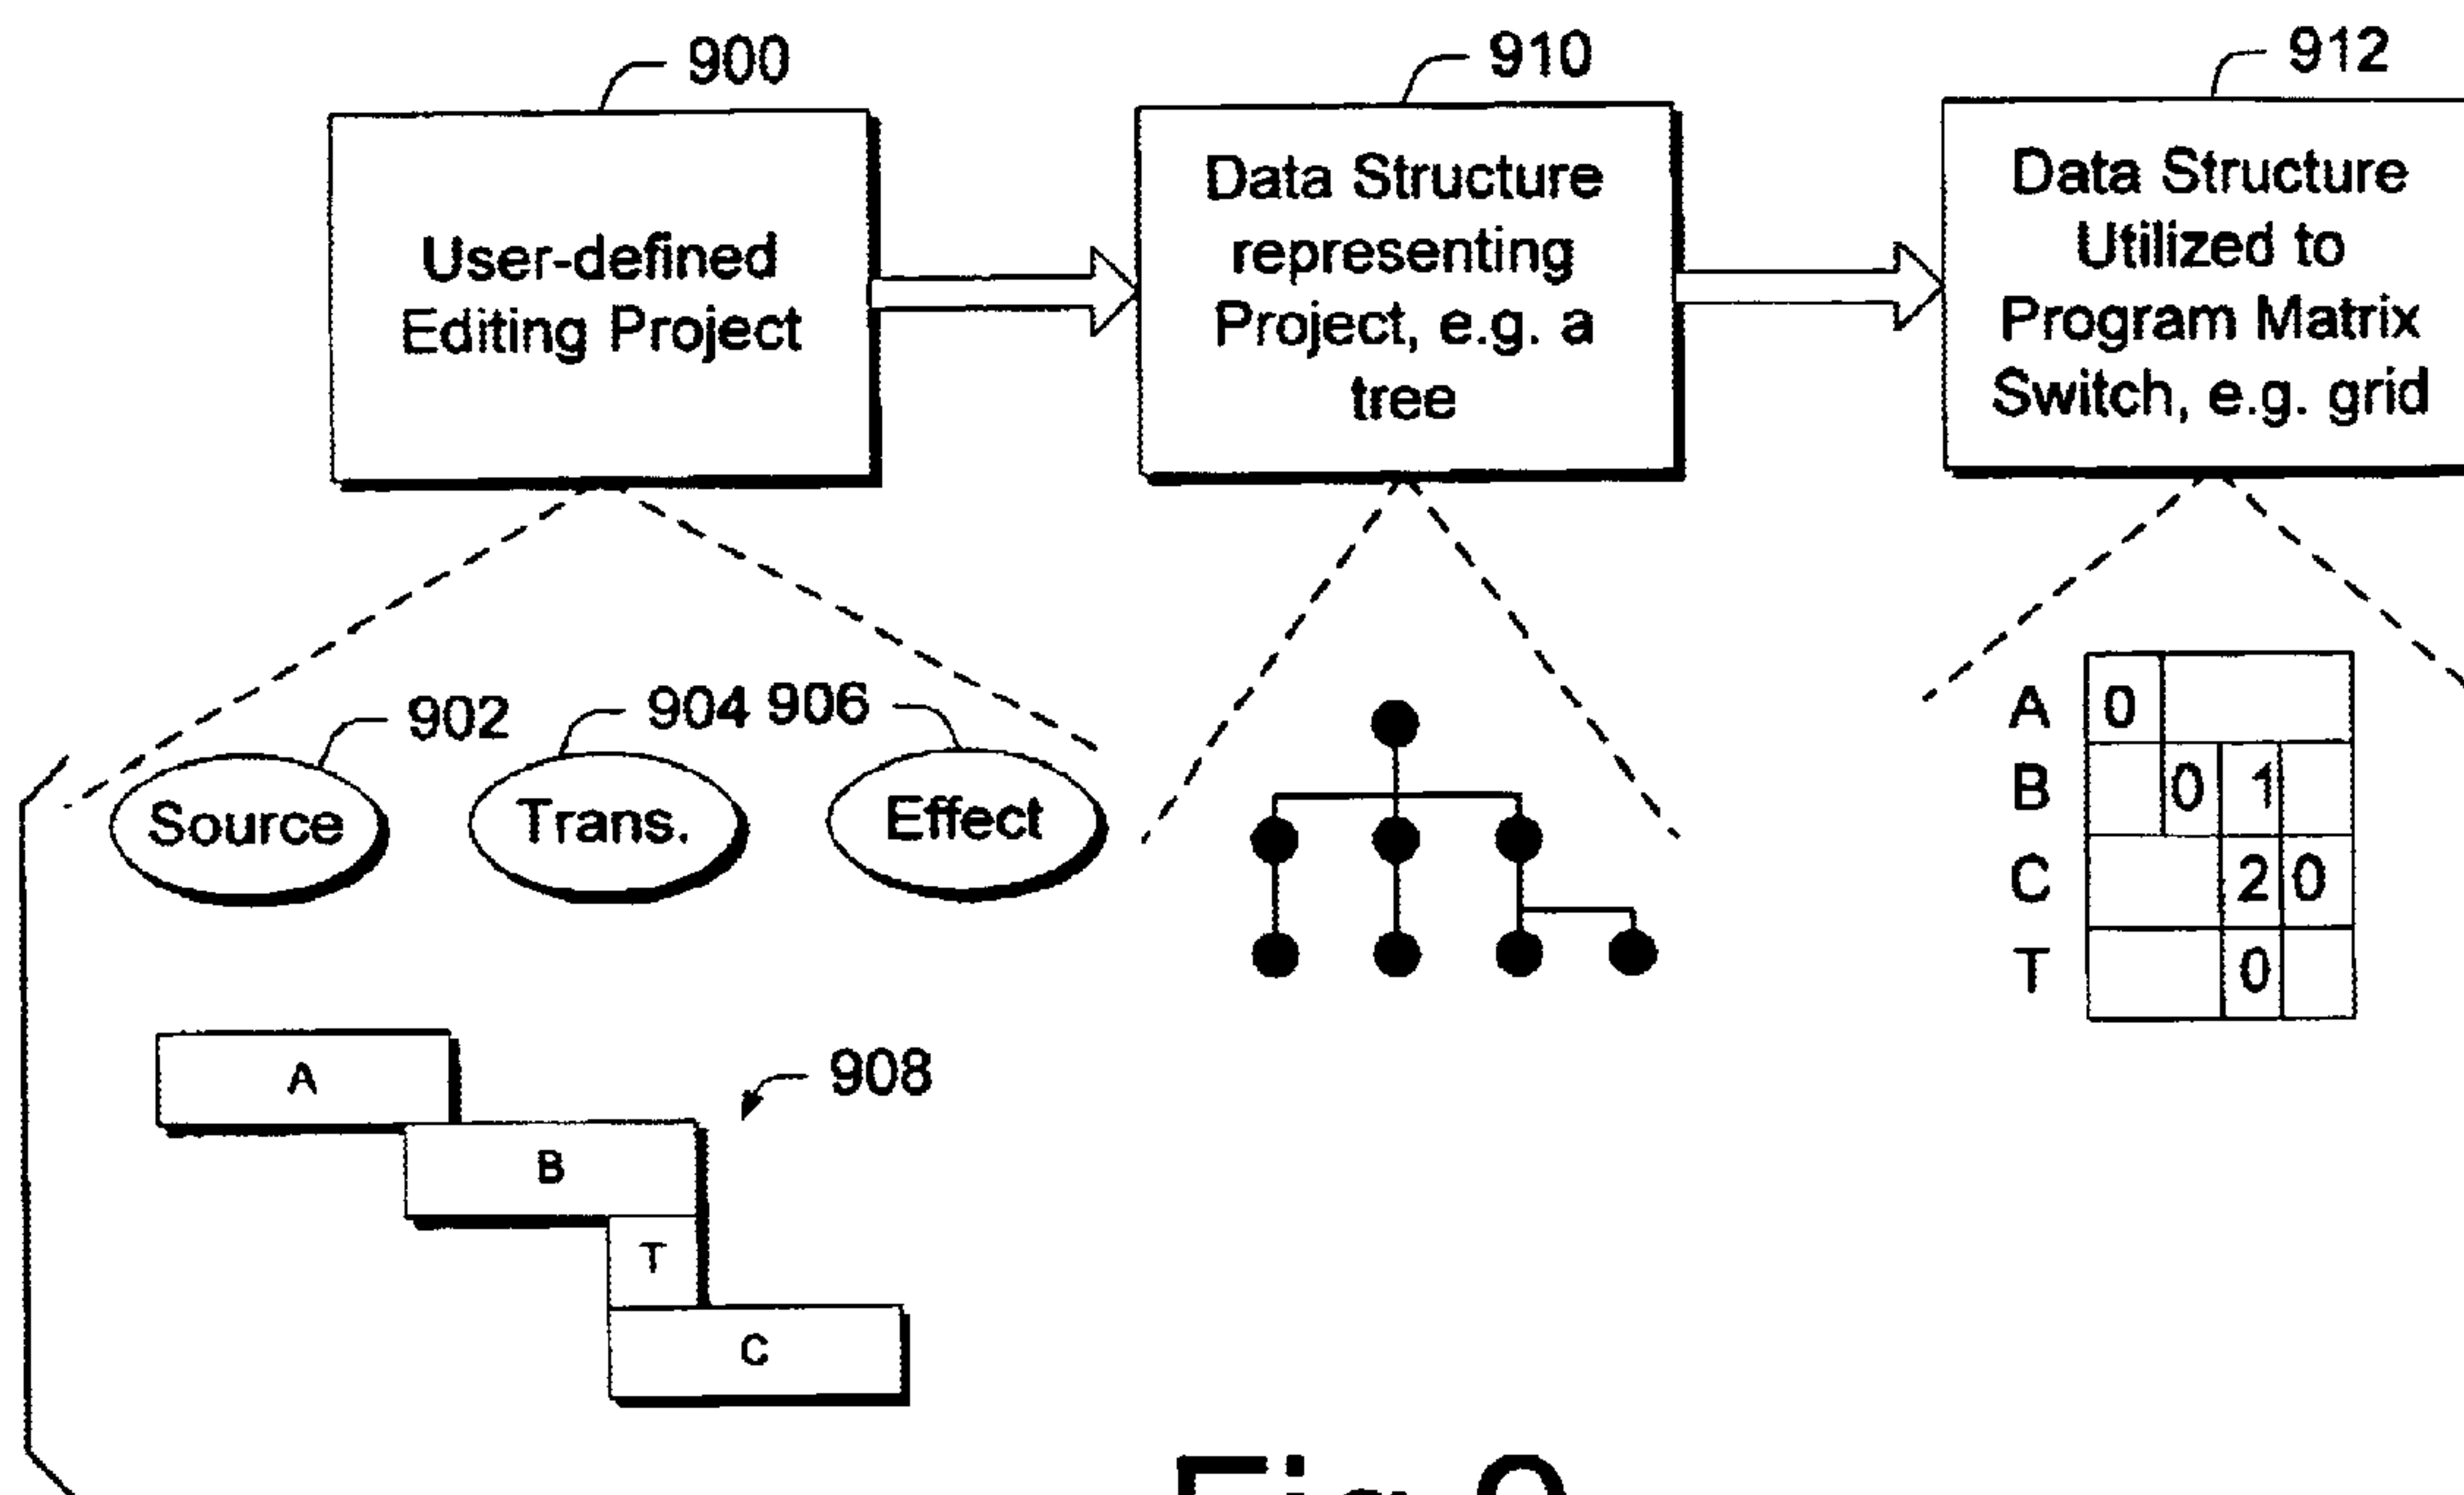 900
910
912
User-defined
Editing Project
Data Structure
representing
Project, e.g. a
tree
Data Structure
Utilized to
Program Matrix
Switch, e.g. grid
902
904
906
Source
Trans.
Effect
A 0
B 0 1
C 2 0
T 0
A
908
B
T
C